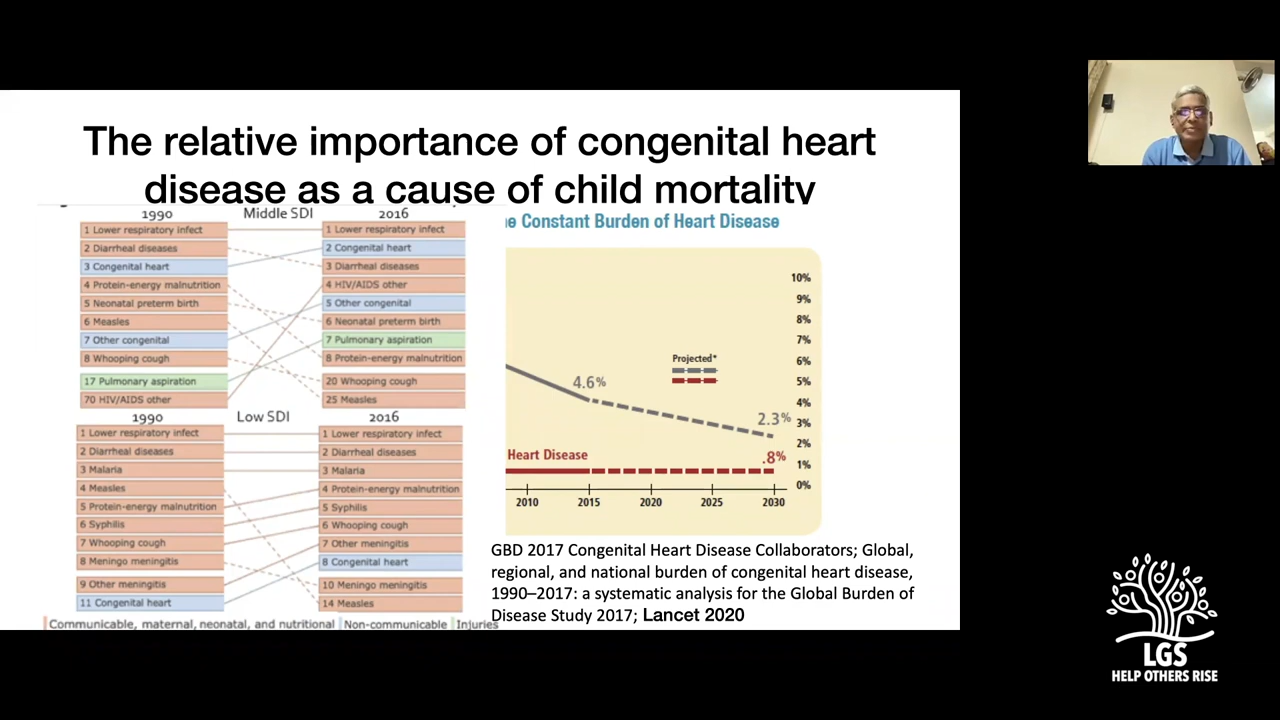 The relative importance of congenital heart
disease as a cause of child mortality
1990 Middle SDI 2016
1 Lower respiratory infect
2 Diarrheal diseases
3 Congenital heart
4 Protein-energy malnutrition
5 Neonatal preterm birth
6 Measles
7 Other congenital
8 Whooping cough
17 Pulmonary aspiration
70 HIV/AIDS other
1 Lower respiratory infect
2 Congenital heart
3 Diarrheal diseases
4 HIV/AIDS other
5 Other congenital
6 Neonatal preterm birth
7 Pulmonary aspiration
8 Protein-energy malnutrition
20 Whooping cough
25 Measles
1990 Low SDI 2016
1 Lower respiratory infect
2 Diarrheal diseases
3 Malaria
4 Measles
5 Protein-energy malnutrition
6 Syphilis
7 Whooping cough
8 Meningo meningitis
9 Other meningitis
11 Congenital heart
1 Lower respiratory infect
2 Diarrheal diseases
3 Malaria
4 Protein-energy malnutrition
5 Syphilis
6 Whooping cough
7 Other meningitis
8 Congenital heart
10 Meningo meningitis
14 Measles
Communicable, maternal, neonatal, and nutritional Non-communicable Injuries
Constant Burden of Heart Disease
10%
9%
8%
7%
6%
5%
4%
3%
2%
1%
0%
Projected*
4.6%
2.3%
Heart Disease
.8%
2010 2015 2020 2025 2030
GBD 2017 Congenital Heart Disease Collaborators; Global,
regional, and national burden of congenital heart disease,
1990–2017: a systematic analysis for the Global Burden of
Disease Study 2017; Lancet 2020
LGS
HELP OTHERS RISE